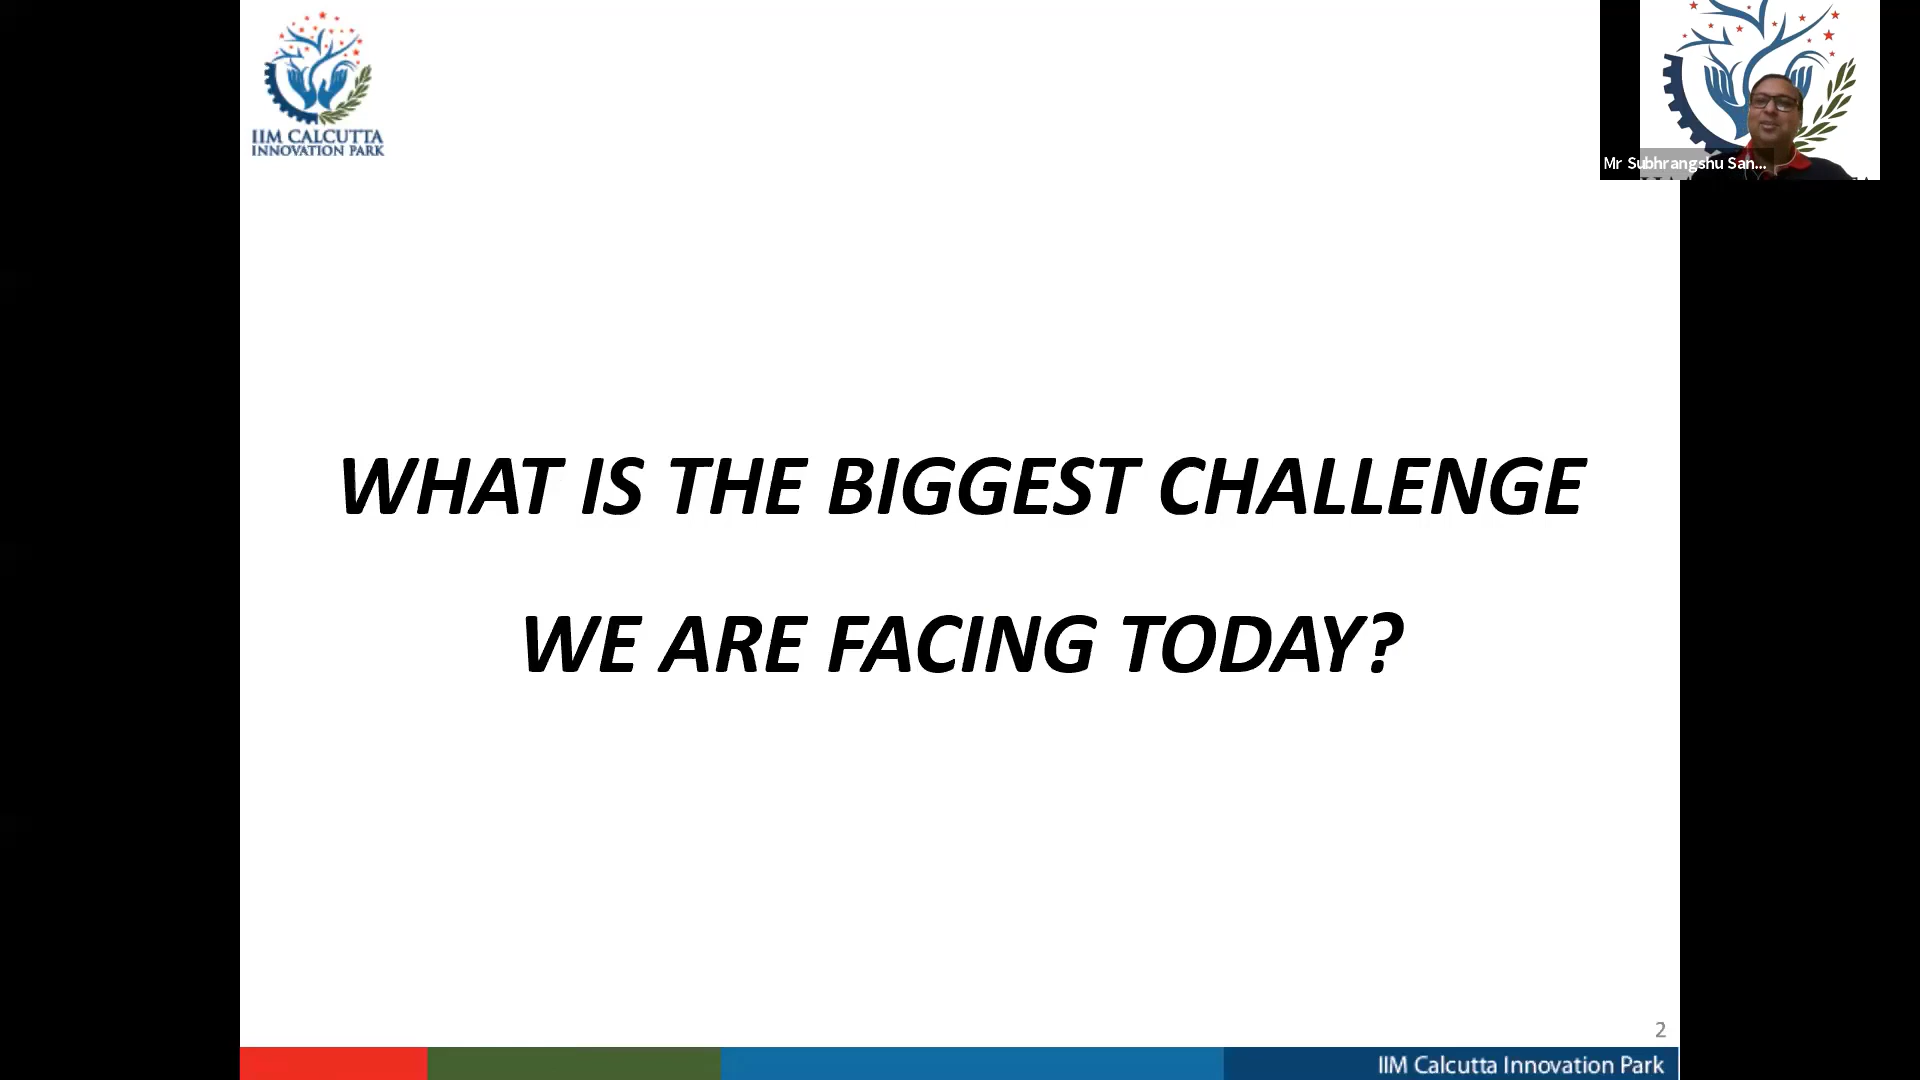 IIM CALCUTTA
INNOVATION PARK
Mr Subhrangshu San...
WHAT IS THE BIGGEST CHALLENGE
WE ARE FACING TODAY?
2
IIM Calcutta Innovation Park